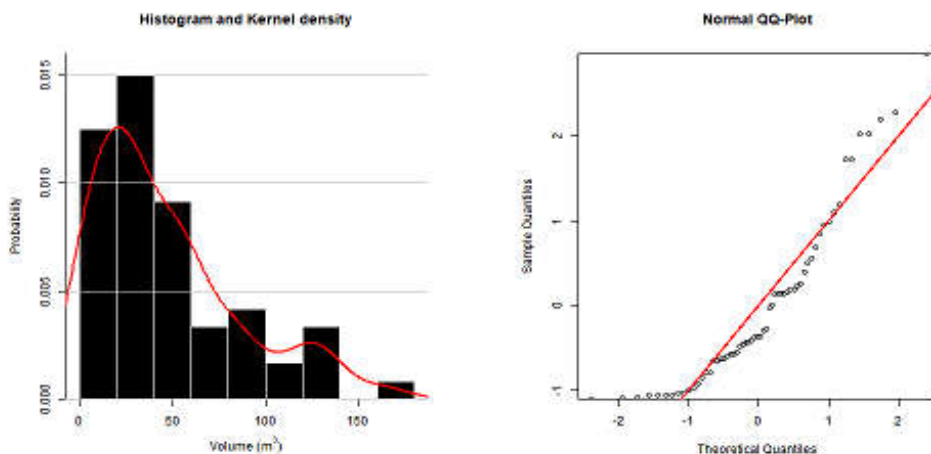 Histogram and Kernel density
Probability
0.015
0.010
0.005
0.000
0
50
100
150
Volume (m³)
Normal QQ-Plot
Sample Quantiles
2
1
0
-1
-2
-1
0
1
2
Theoretical Quantiles